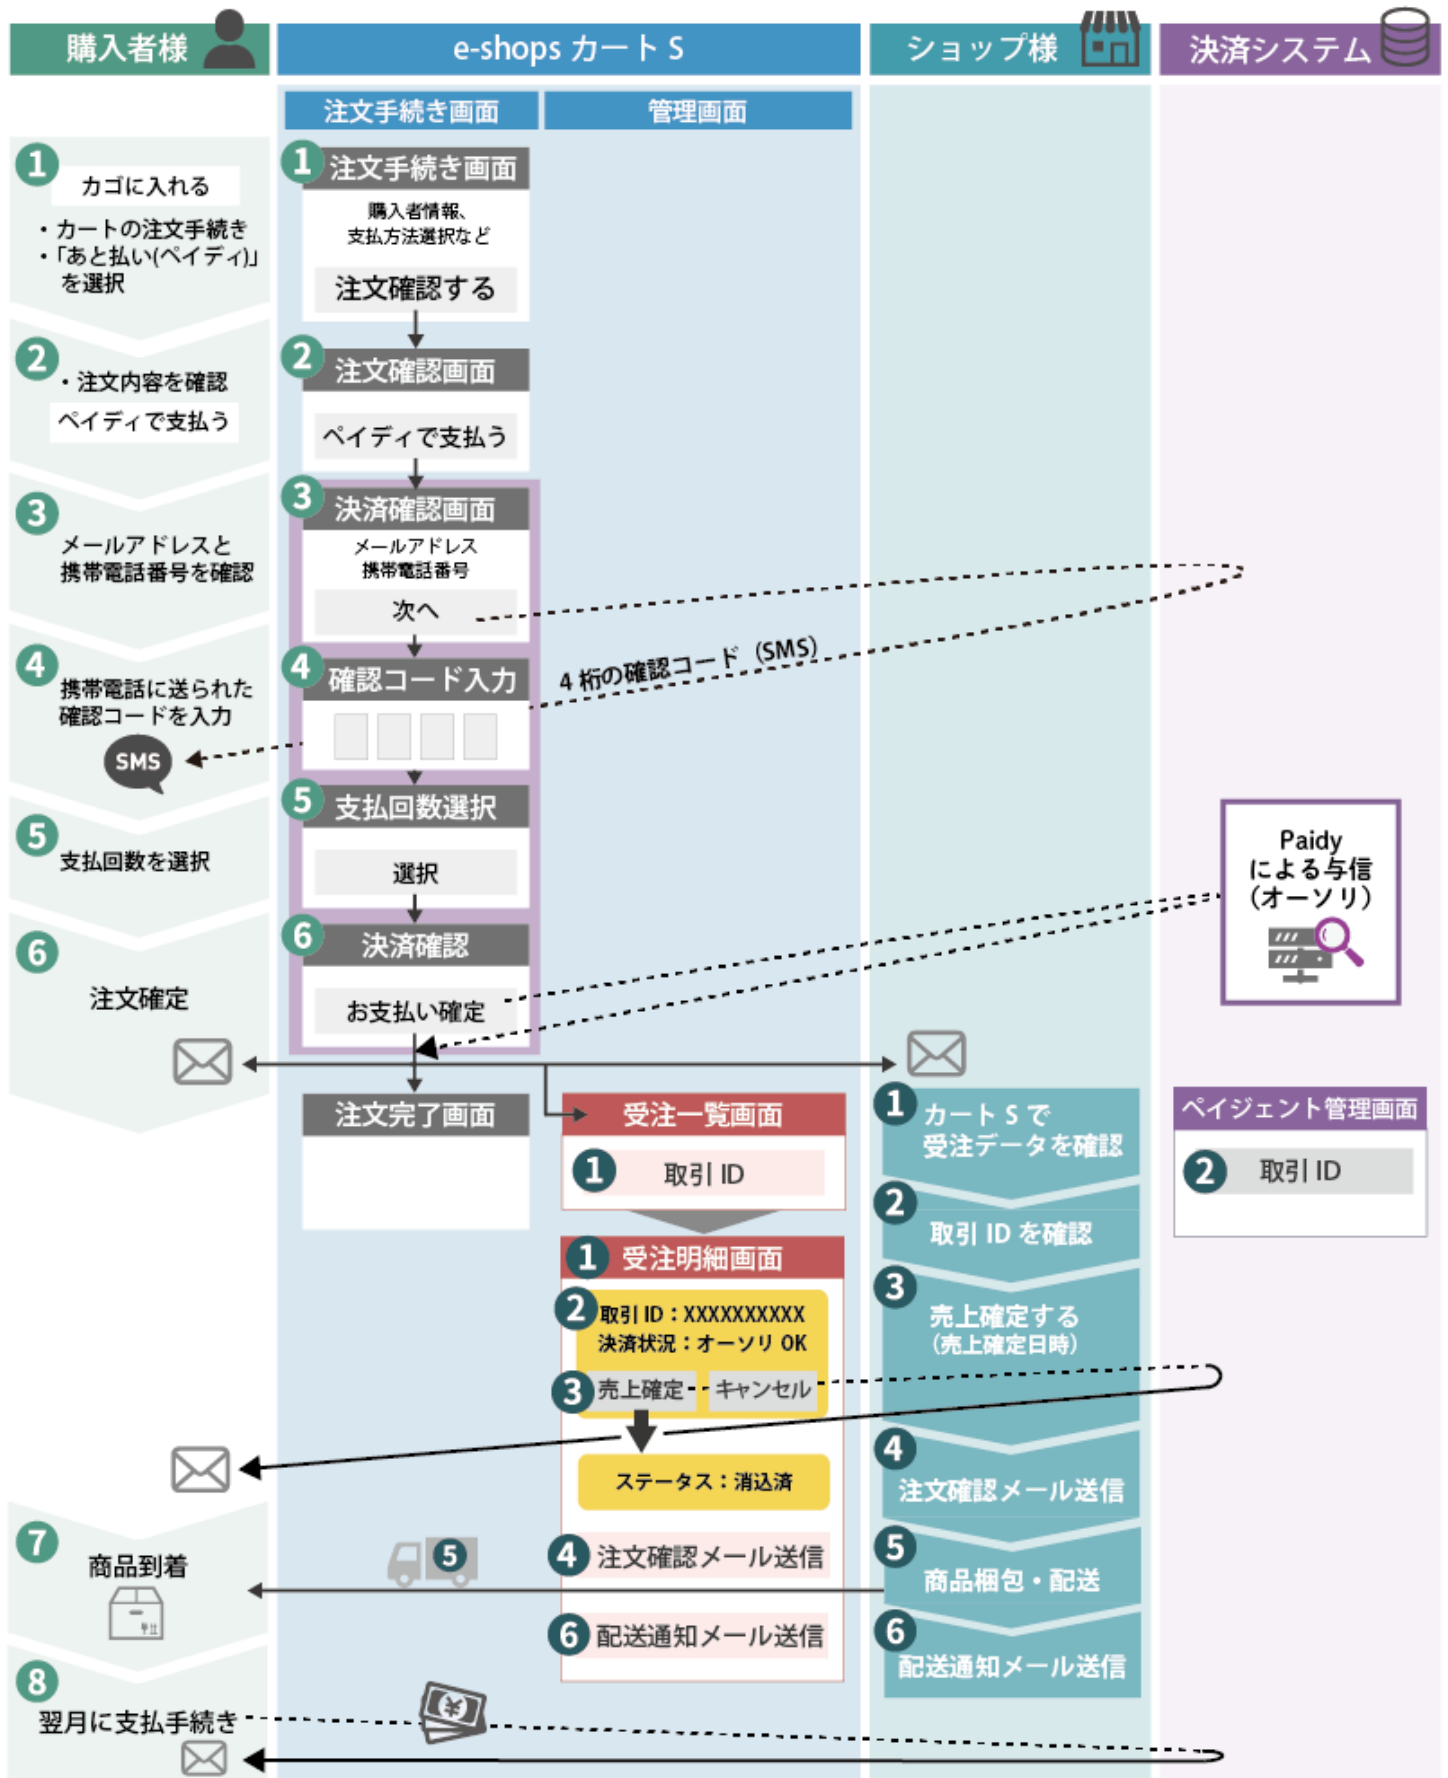 購入者様
e-shops カート S
ショップ様
決済システム
注文手続き画面
管理画面
1
カゴに入れる
・カートの注文手続き
・「あと払い(ペイディ)」
を選択
2
・注文内容を確認
ペイディで支払う
3
メールアドレスと
携帯電話番号を確認
4
携帯電話に送られた
確認コードを入力
SMS
5
支払回数を選択
6
注文確定
1
注文手続き画面
購入者情報、
支払方法選択など
注文確認する
2
注文確認画面
ペイディで支払う
3
決済確認画面
メールアドレス
携帯電話番号
次へ
4
確認コード入力
4 桁の確認コード（SMS）
5
支払回数選択
選択
6
決済確認
お支払い確定
Paidy
による与信
（オーソリ）
注文完了画面
受注一覧画面
1
取引 ID
1
受注明細画面
2
取引 ID：XXXXXXXXXX
決済状況：オーソリ OK
3
売上確定
キャンセル
ステータス：消込済
4
注文確認メール送信
5
6
配送通知メール送信
1
カート S で
受注データを確認
2
取引 ID を確認
3
売上確定する
（売上確定日時）
4
注文確認メール送信
5
商品梱包・配送
6
配送通知メール送信
ペイジェント管理画面
2
取引 ID
7
商品到着
8
翌月に支払手続き
¥